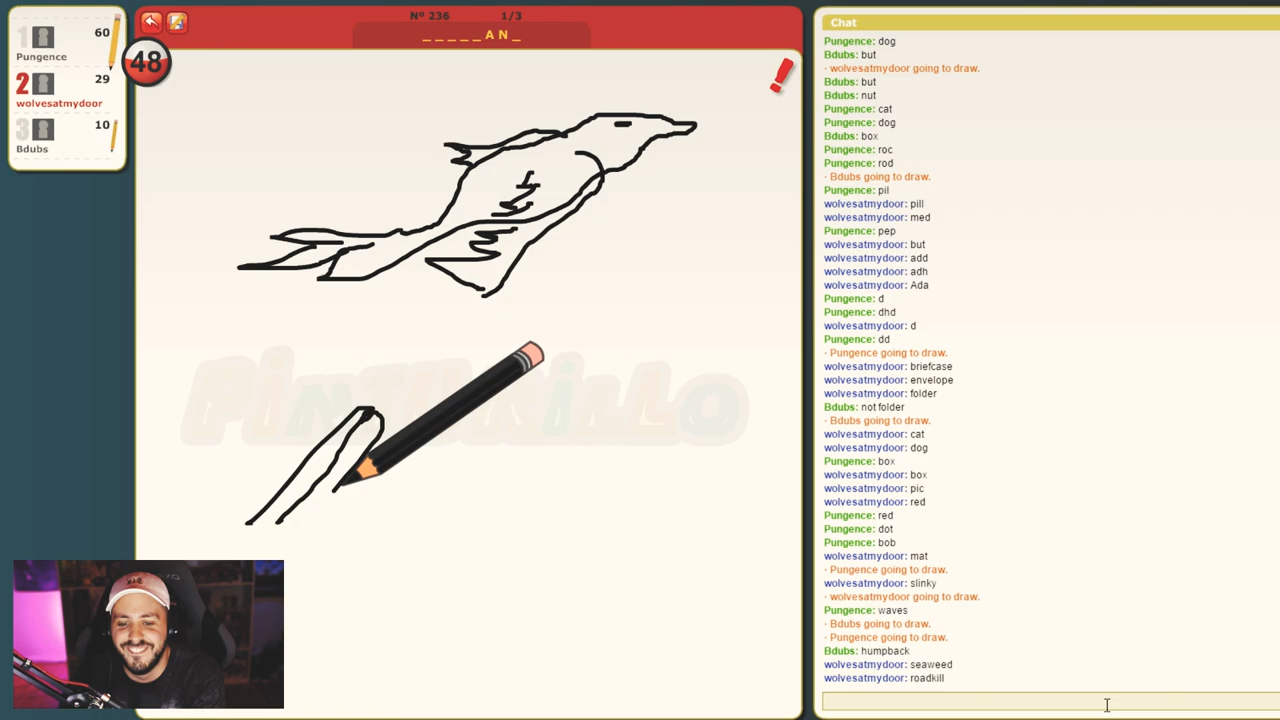 Nº 236 1/3
_ _ _ _ _ A N _
1 60
Pungence
2 29
wolvesatmydoor
3 10
Bdubs
48
PINTURILLO
Chat
Pungence: dog
Bdubs: but
· wolvesatmydoor going to draw.
Bdubs: but
Bdubs: nut
Pungence: cat
Pungence: dog
Bdubs: box
Pungence: roc
Pungence: rod
· Bdubs going to draw.
Pungence: pil
wolvesatmydoor: pill
wolvesatmydoor: med
Pungence: pep
wolvesatmydoor: but
wolvesatmydoor: add
wolvesatmydoor: adh
wolvesatmydoor: Ada
Pungence: d
Pungence: dhd
wolvesatmydoor: d
Pungence: dd
· Pungence going to draw.
wolvesatmydoor: briefcase
wolvesatmydoor: envelope
wolvesatmydoor: folder
Bdubs: not folder
· Bdubs going to draw.
wolvesatmydoor: cat
wolvesatmydoor: dog
Pungence: box
wolvesatmydoor: box
wolvesatmydoor: pic
wolvesatmydoor: red
Pungence: red
Pungence: dot
Pungence: bob
wolvesatmydoor: mat
· Pungence going to draw.
wolvesatmydoor: slinky
· wolvesatmydoor going to draw.
Pungence: waves
· Bdubs going to draw.
· Pungence going to draw.
Bdubs: humpback
wolvesatmydoor: seaweed
wolvesatmydoor: roadkill